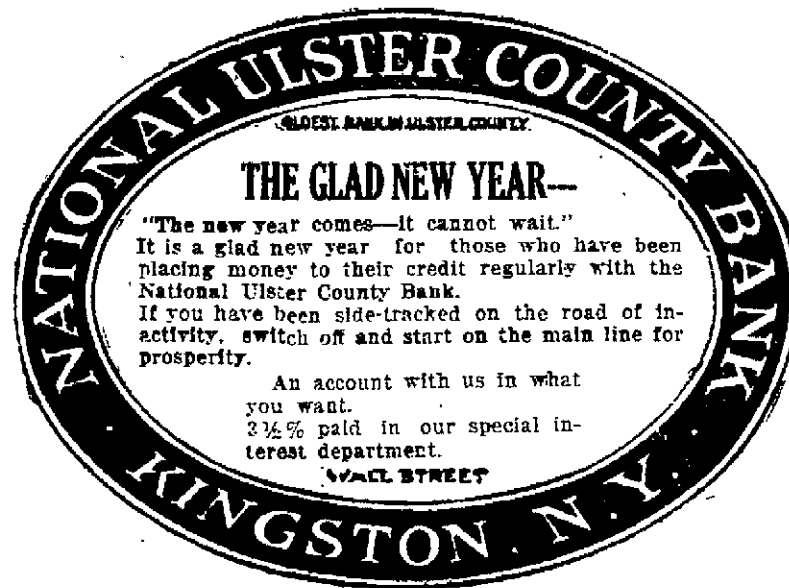 NATIONAL ULSTER COUNTY BANK
OLDEST BANK IN ULSTER COUNTY
THE GLAD NEW YEAR—
"The new year comes—it cannot wait."
It is a glad new year for those who have been
placing money to their credit regularly with the
National Ulster County Bank.
If you have been side-tracked on the road of in-
activity, switch off and start on the main line for
prosperity.
An account with us in what
you want.
3½% paid in our special in-
terest department.
WALL STREET
KINGSTON. N.Y.